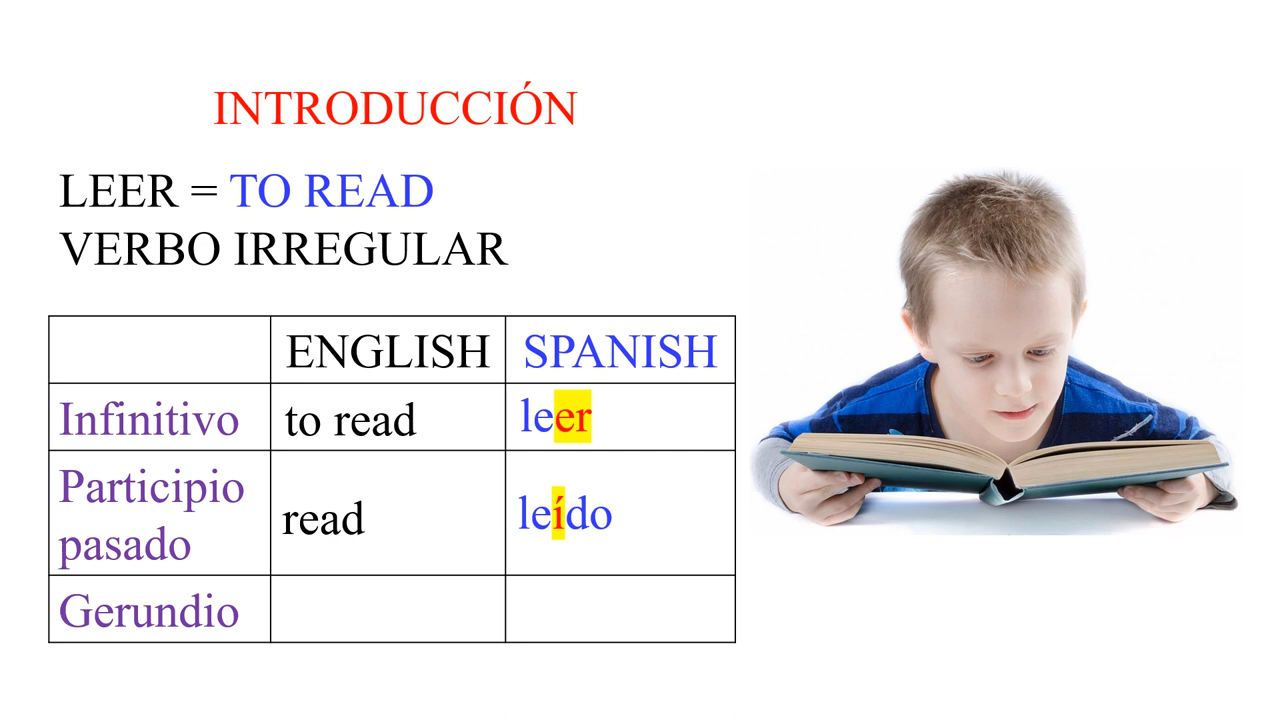 INTRODUCCIÓN
LEER = TO READ
VERBO IRREGULAR
ENGLISH SPANISH
Infinitivo to read leer
Participio
pasado read leído
Gerundio